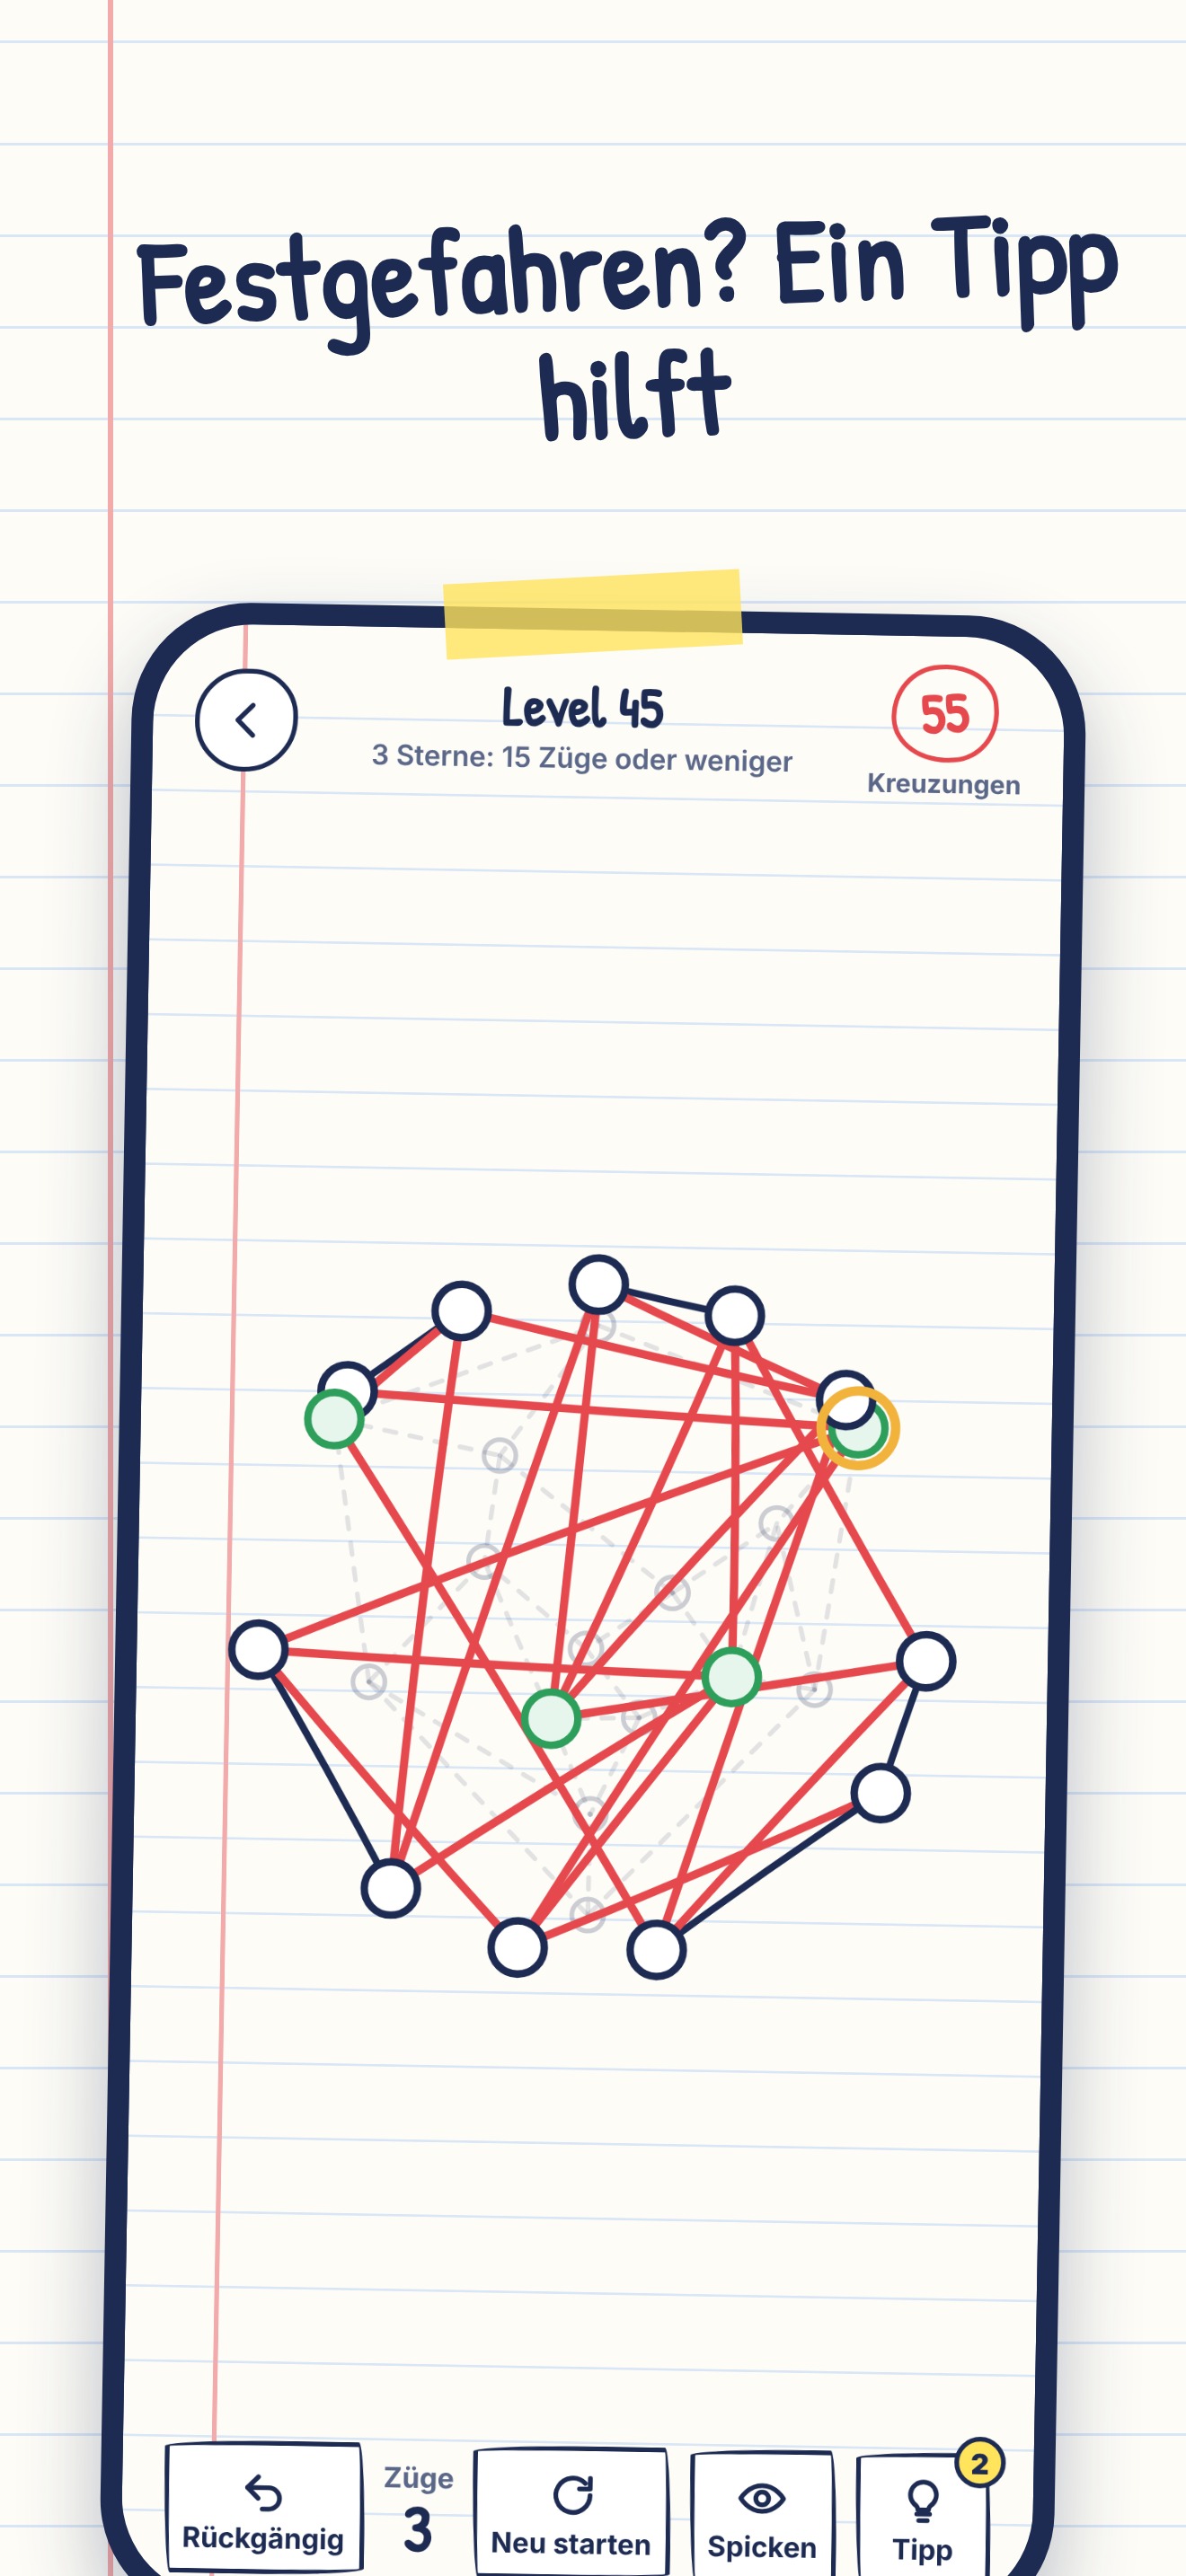 Festgefahren? Ein Tipp
hilft
Level 45
3 Sterne: 15 Züge oder weniger
55
Kreuzungen
Rückgängig
Züge
3
Neu starten
Spicken
2
Tipp